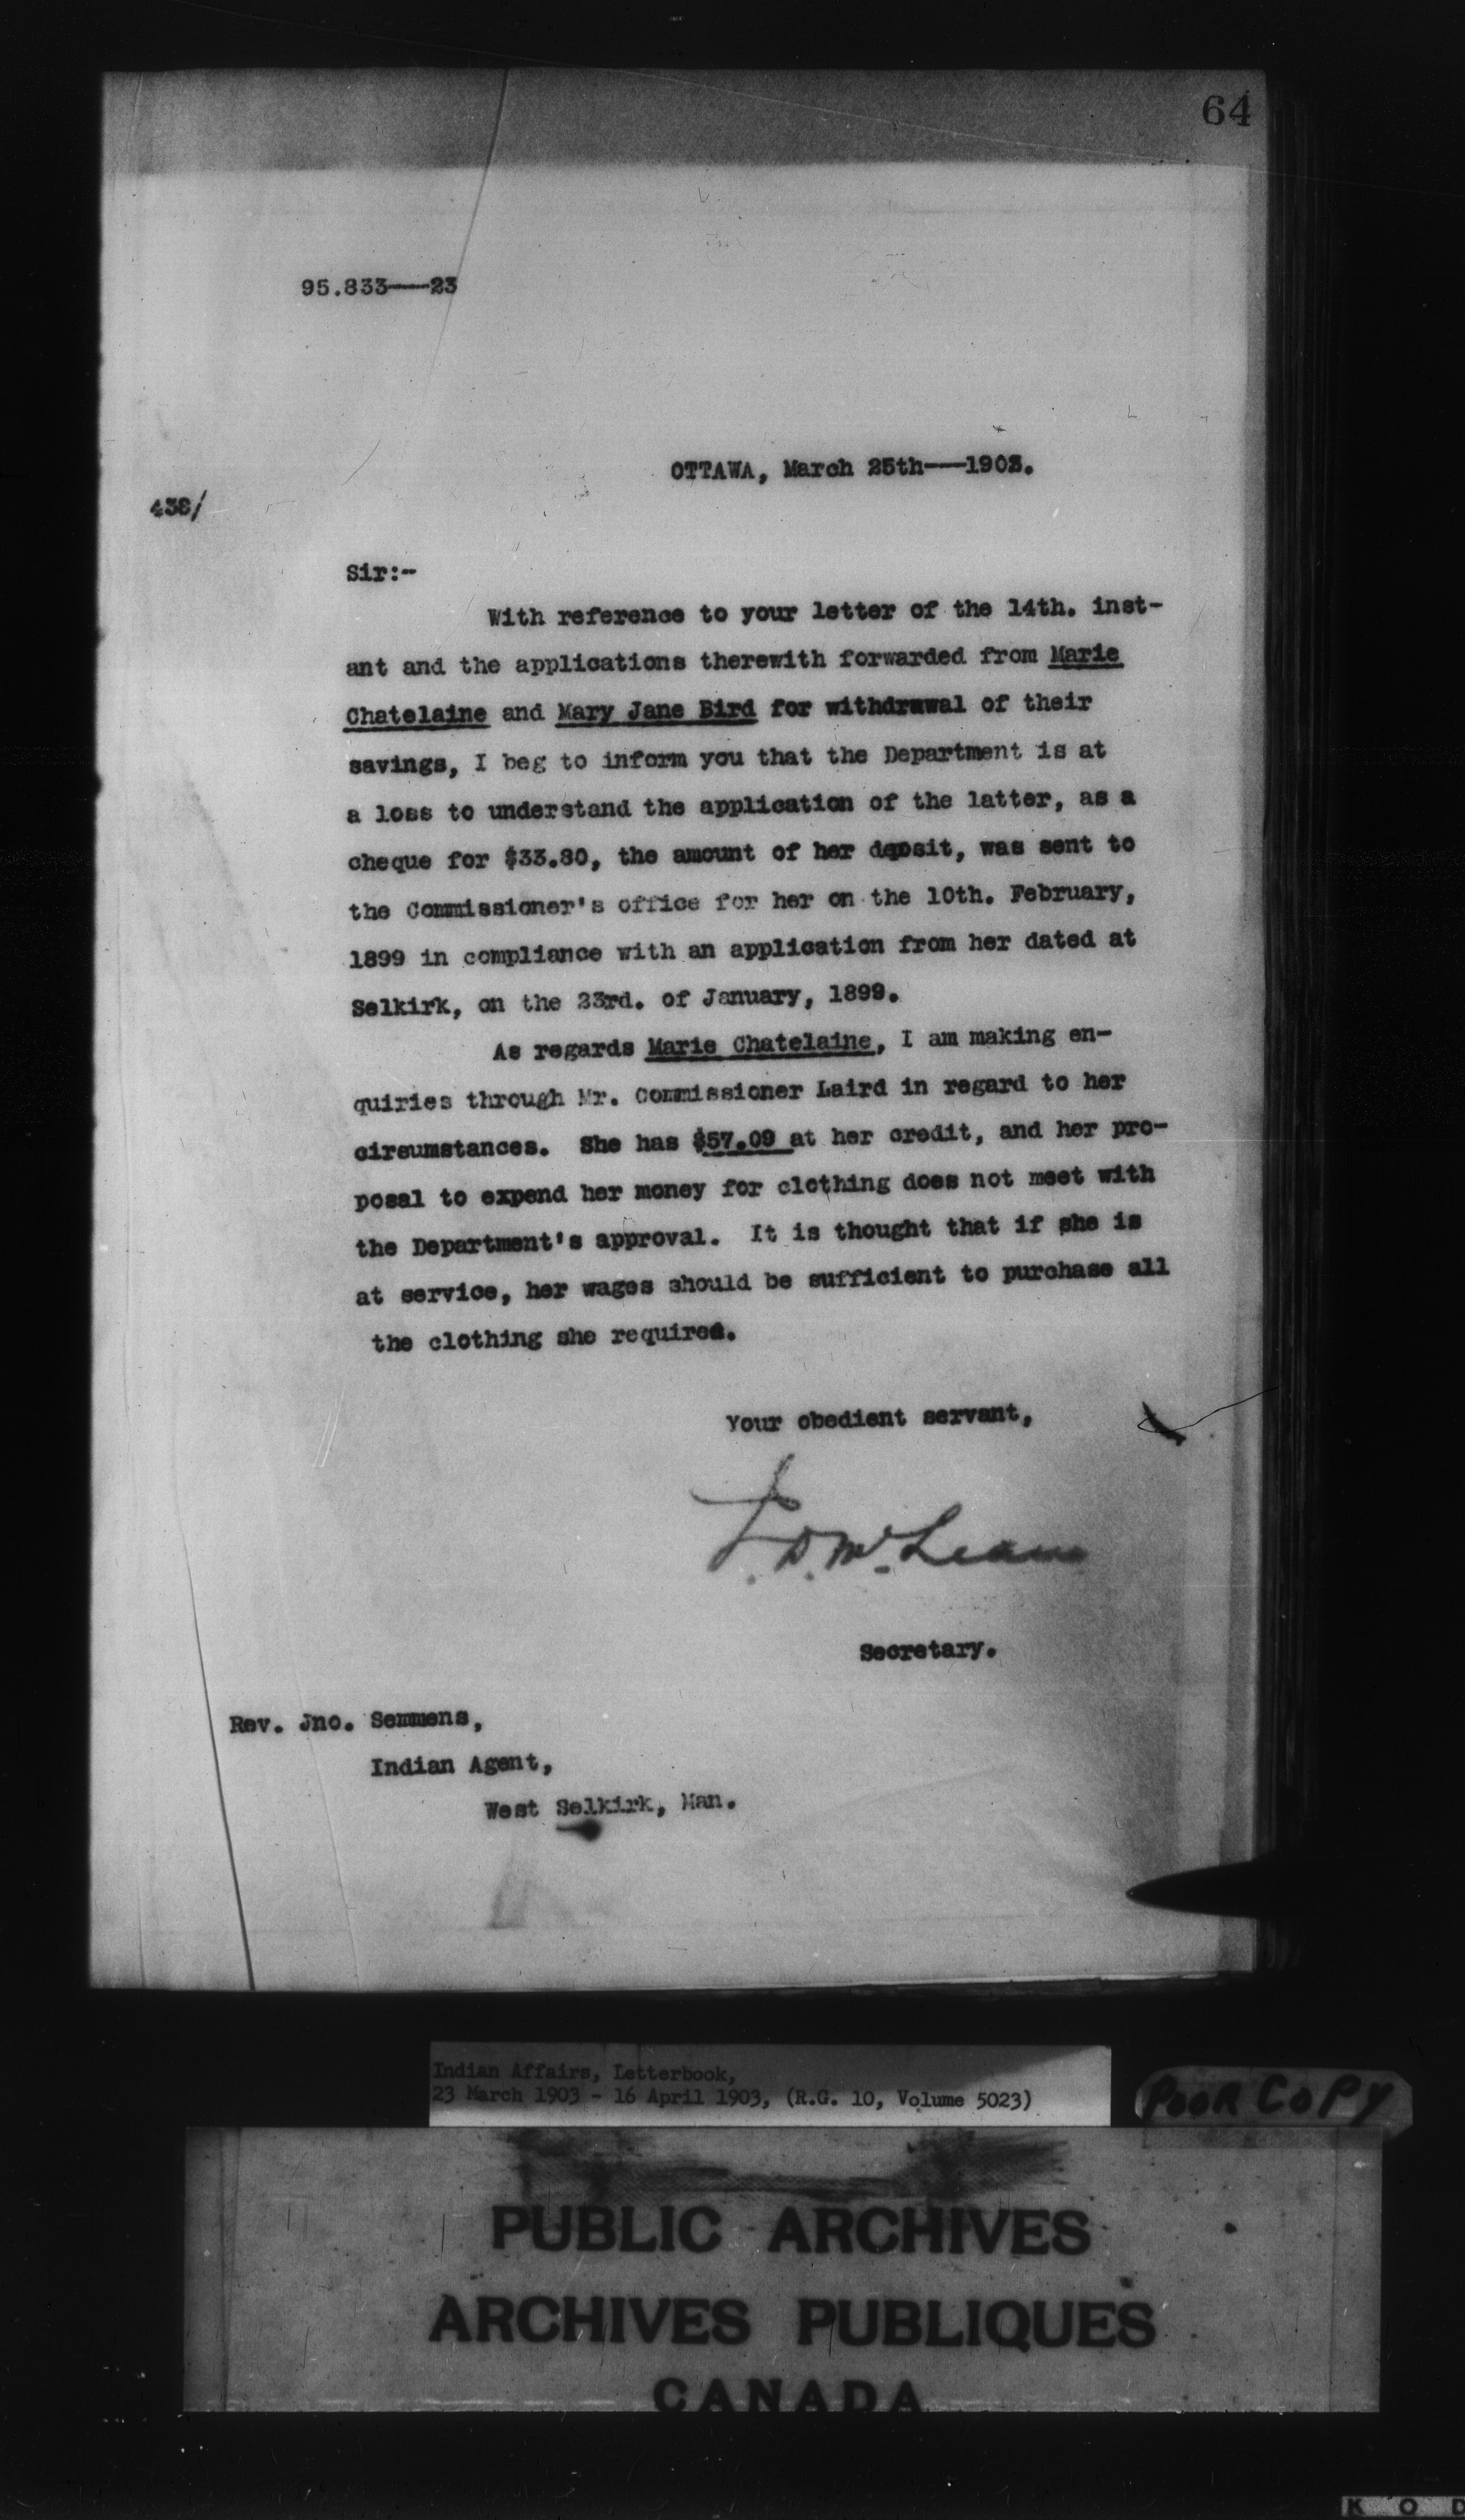 64
95.833——23
OTTAWA, March 25th——1903.
438/
Sir:-
With reference to your letter of the 14th. inst-
ant and the applications therewith forwarded from Marie
Chatelaine and Mary Jane Bird for withdrawal of their
savings, I beg to inform you that the Department is at
a loss to understand the application of the latter, as a
cheque for $33.80, the amount of her deposit, was sent to
the Commissioner's office for her on the 10th. February,
1899 in compliance with an application from her dated at
Selkirk, on the 23rd. of January, 1899.
As regards Marie Chatelaine, I am making en-
quiries through Mr. Commissioner Laird in regard to her
cirsumstances. She has $57.09 at her credit, and her pro-
posal to expend her money for clothing does not meet with
the Department's approval. It is thought that if she is
at service, her wages should be sufficient to purchase all
the clothing she requires.
Your obedient servant,
J.D. McLean
Secretary.
Rev. Jno. Semmens,
Indian Agent,
West Selkirk, Man.
Indian Affairs, Letterbook,
23 March 1903 - 16 April 1903, (R.G. 10, Volume 5023)
POOR COPY
PUBLIC ARCHIVES
ARCHIVES PUBLIQUES
CANADA
K O D